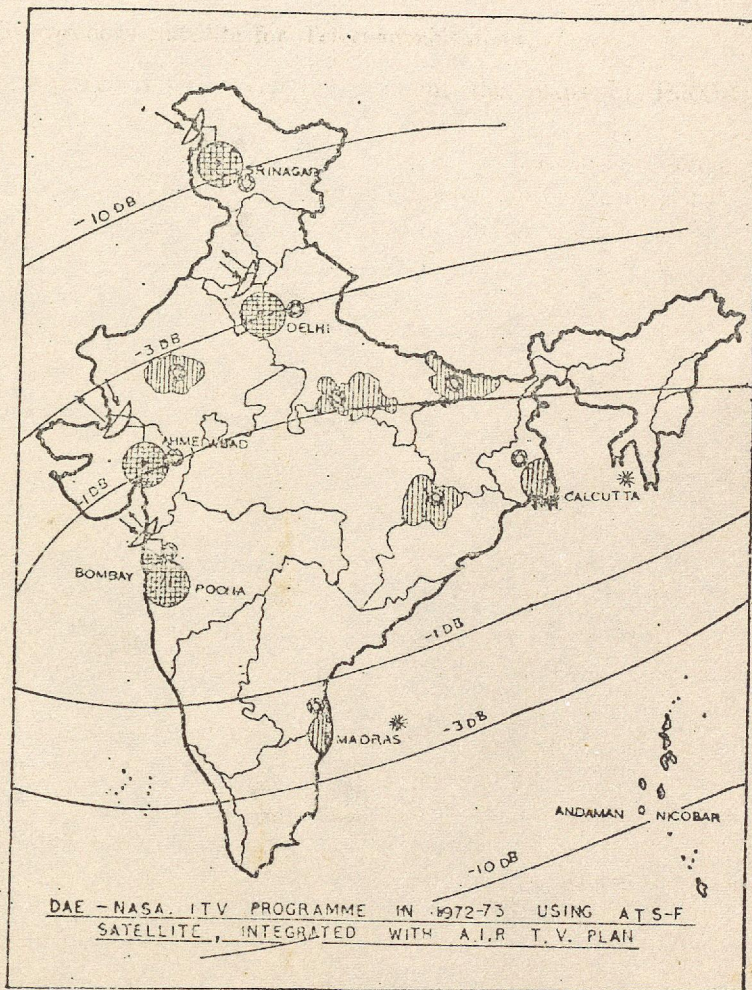 SRINAGAR
-10 DB
DELHI
-3 DB
AHMEDABAD
-1 DB
CALCUTTA
BOMBAY
POONA
-1 DB
MADRAS
-3 DB
ANDAMAN
NICOBAR
-10 DB
DAE - NASA. ITV PROGRAMME IN 1972-73 USING ATS-F
SATELLITE, INTEGRATED WITH A.I.R T.V. PLAN